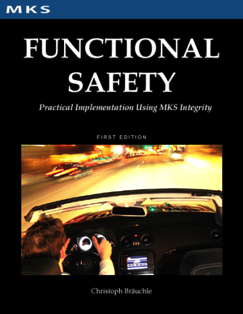 MKS
FUNCTIONAL
SAFETY
Practical Implementation Using MKS Integrity
FIRST EDITION
Christoph Bräuchle